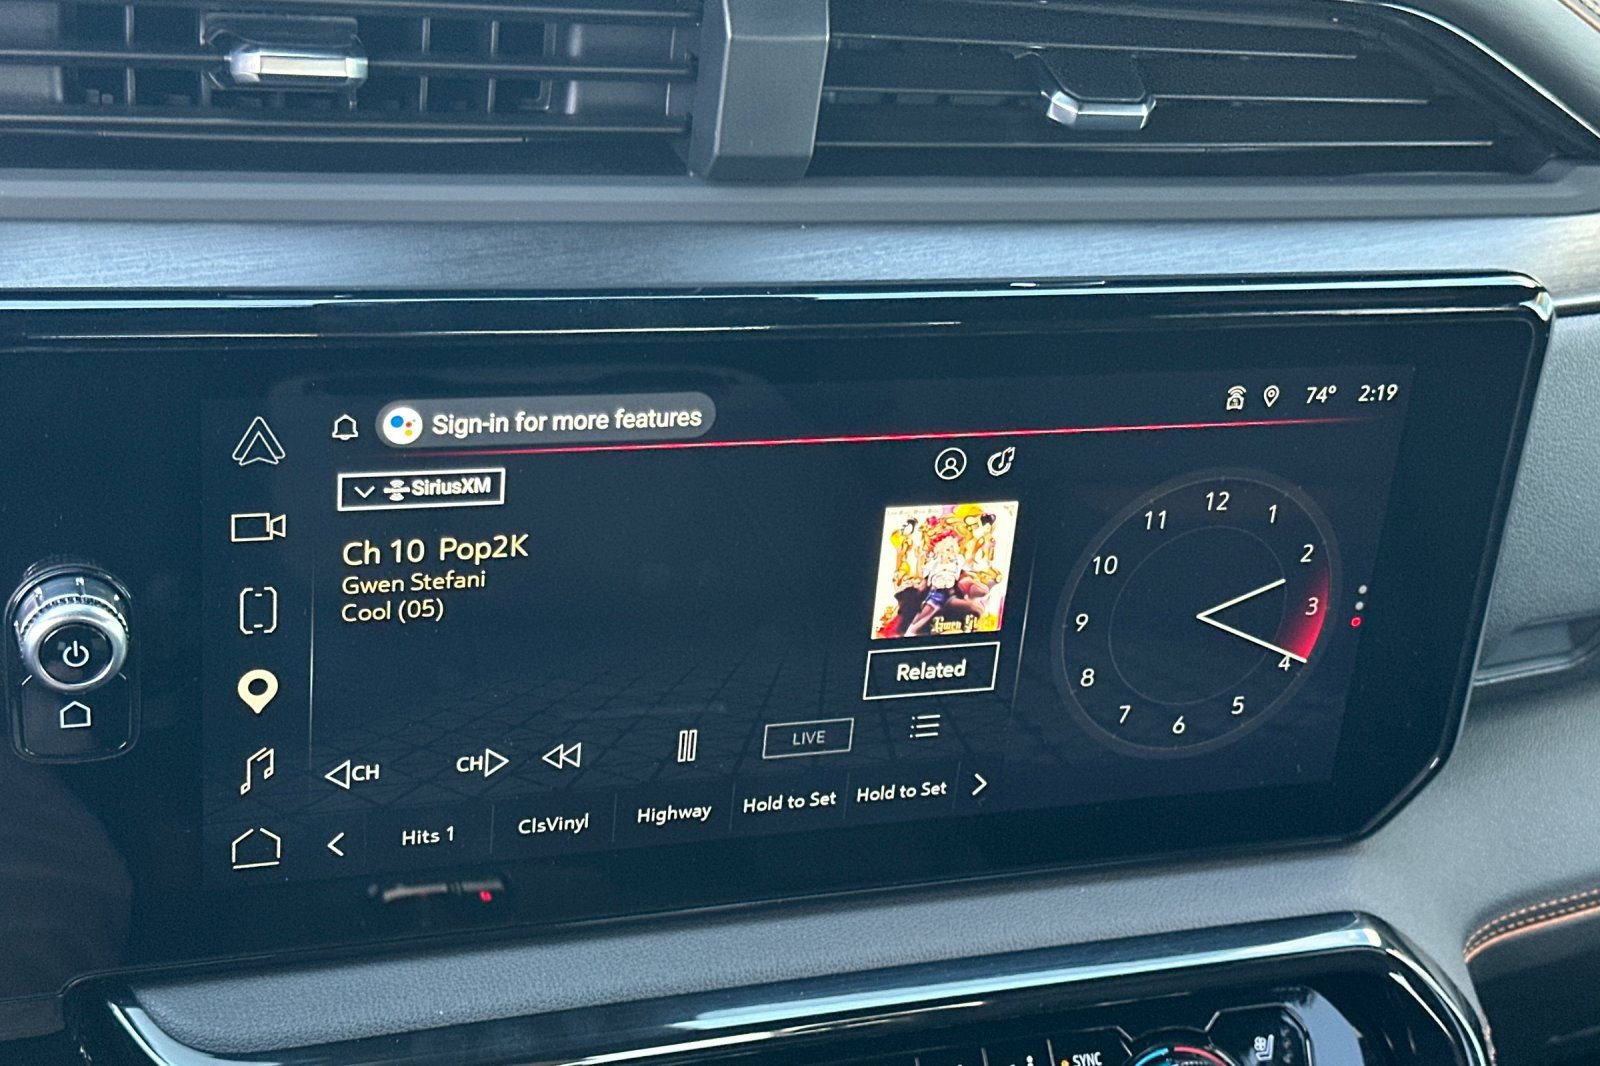 Sign-in for more features
74° 2:19
SiriusXM
Ch 10 Pop2K
Gwen Stefani
Cool (05)
Related
12
1
2
3
4
5
6
7
8
9
10
11
CH
CH
LIVE
Hits 1
ClsVinyl
Highway
Hold to Set
Hold to Set
SYNC